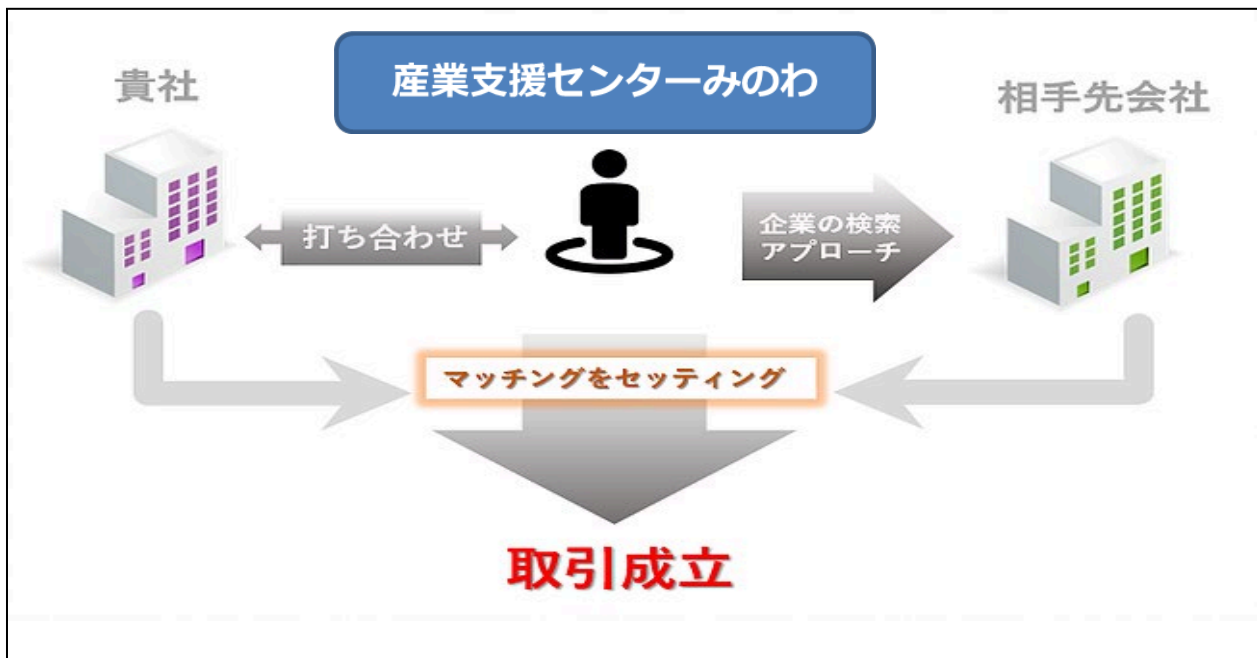 産業支援センターみのわ
貴社
相手先会社
打ち合わせ
企業の検索
アプローチ
マッチングをセッティング
取引成立